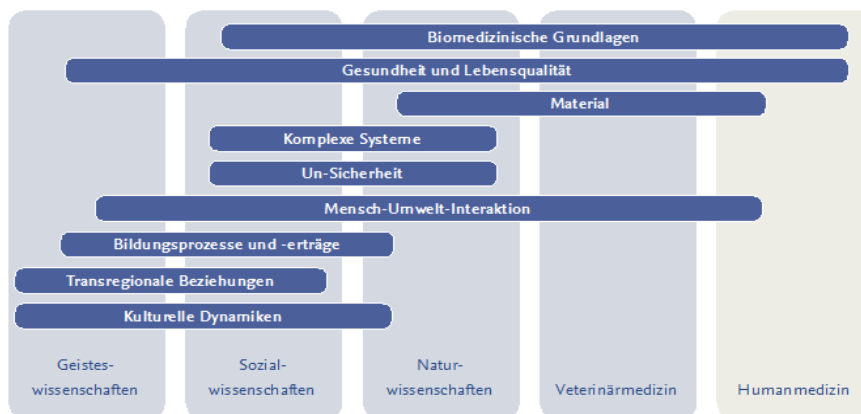 Biomedizinische Grundlagen
Gesundheit und Lebensqualität
Material
Komplexe Systeme
Un-Sicherheit
Mensch-Umwelt-Interaktion
Bildungsprozesse und -erträge
Transregionale Beziehungen
Kulturelle Dynamiken
Geistes-
wissenschaften
Sozial-
wissenschaften
Natur-
wissenschaften
Veterinärmedizin
Humanmedizin